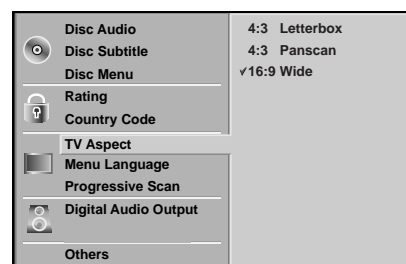 Disc Audio
Disc Subtitle
Disc Menu
Rating
Country Code
TV Aspect
Menu Language
Progressive Scan
Digital Audio Output
Others
4:3 Letterbox
4:3 Panscan
✓16:9 Wide